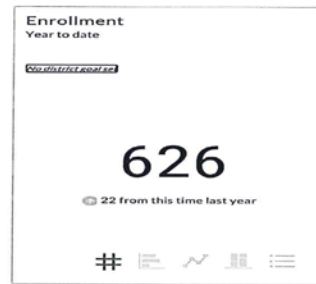 Enrollment
Year to date
No district goal set
626
22 from this time last year